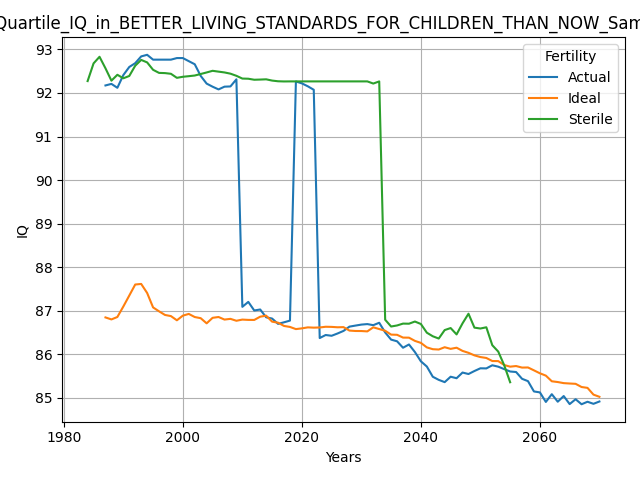 Quartile_IQ_in_BETTER_LIVING_STANDARDS_FOR_CHILDREN_THAN_NOW_Sam
Fertility
Actual
Ideal
Sterile
IQ
93
92
91
90
89
88
87
86
85
1980
2000
2020
2040
2060
Years